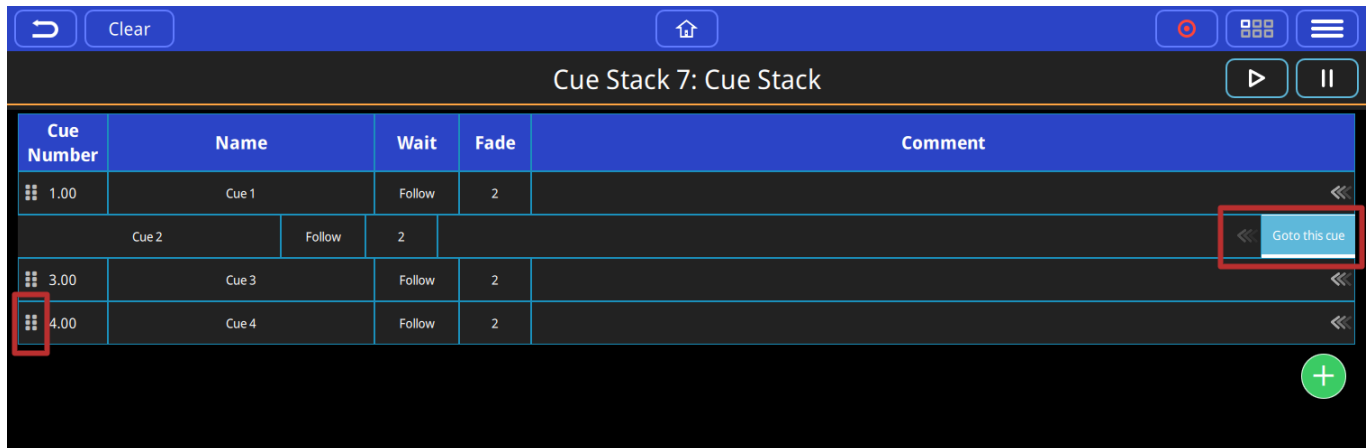 Clear
Cue Stack 7: Cue Stack
Cue Number Name Wait Fade Comment
1.00 Cue 1 Follow 2
Cue 2 Follow 2 Goto this cue
3.00 Cue 3 Follow 2
4.00 Cue 4 Follow 2